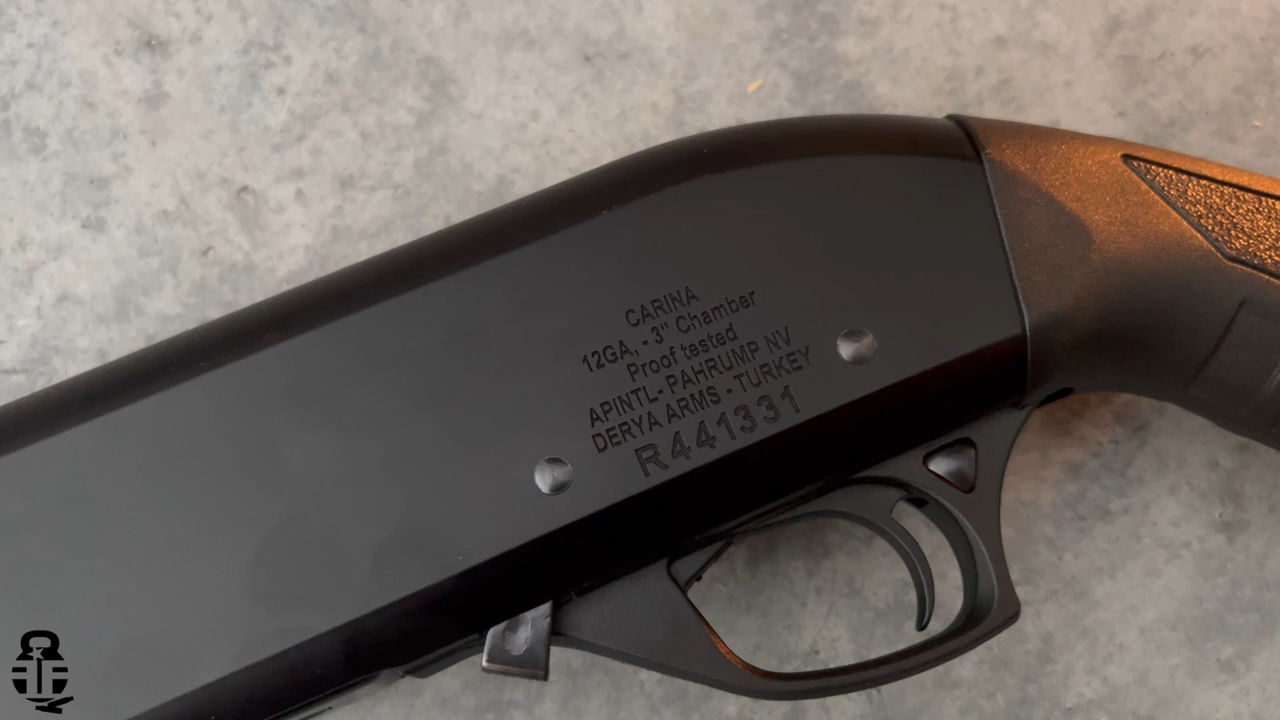 CARINA
12GA, - 3" Chamber
Proof tested
APINTL- PAHRUMP NV
DERYA ARMS - TURKEY
R441331